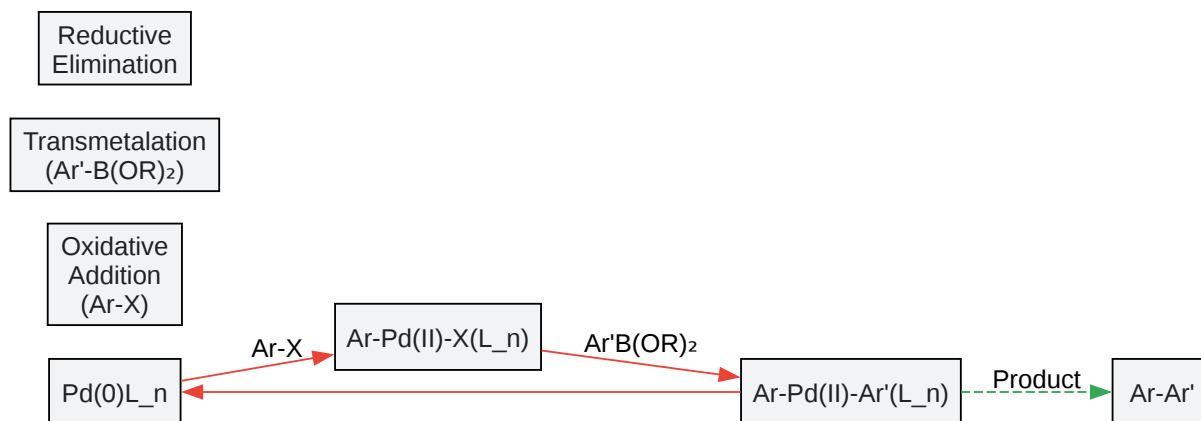 Reductive
Elimination
Transmetalation
(Ar'-B(OR)₂)
Oxidative
Addition
(Ar-X)
Ar-X
Ar-Pd(II)-X(L_n)
Ar'B(OR)₂
Pd(0)L_n
Ar-Pd(II)-Ar'(L_n)
Product
Ar-Ar'